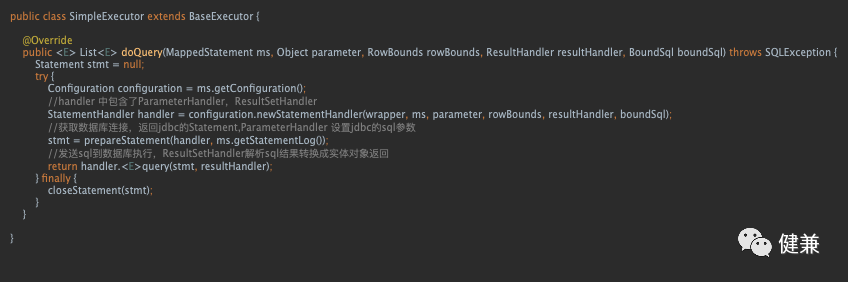 public class SimpleExecutor extends BaseExecutor {
@Override
public <E> List<E> doQuery(MappedStatement ms, Object parameter, RowBounds rowBounds, ResultHandler resultHandler, BoundSql boundSql) throws SQLException {
Statement stmt = null;
try {
Configuration configuration = ms.getConfiguration();
//handler 中包含了ParameterHandler，ResultSetHandler
StatementHandler handler = configuration.newStatementHandler(wrapper, ms, parameter, rowBounds, resultHandler, boundSql);
//获取数据库连接，返回jdbc的Statement,ParameterHandler 设置jdbc的sql参数
stmt = prepareStatement(handler, ms.getStatementLog());
//发送sql到数据库执行，ResultSetHandler解析sql结果转换成实体对象返回
return handler.<E>query(stmt, resultHandler);
} finally {
closeStatement(stmt);
}
}
}
健兼